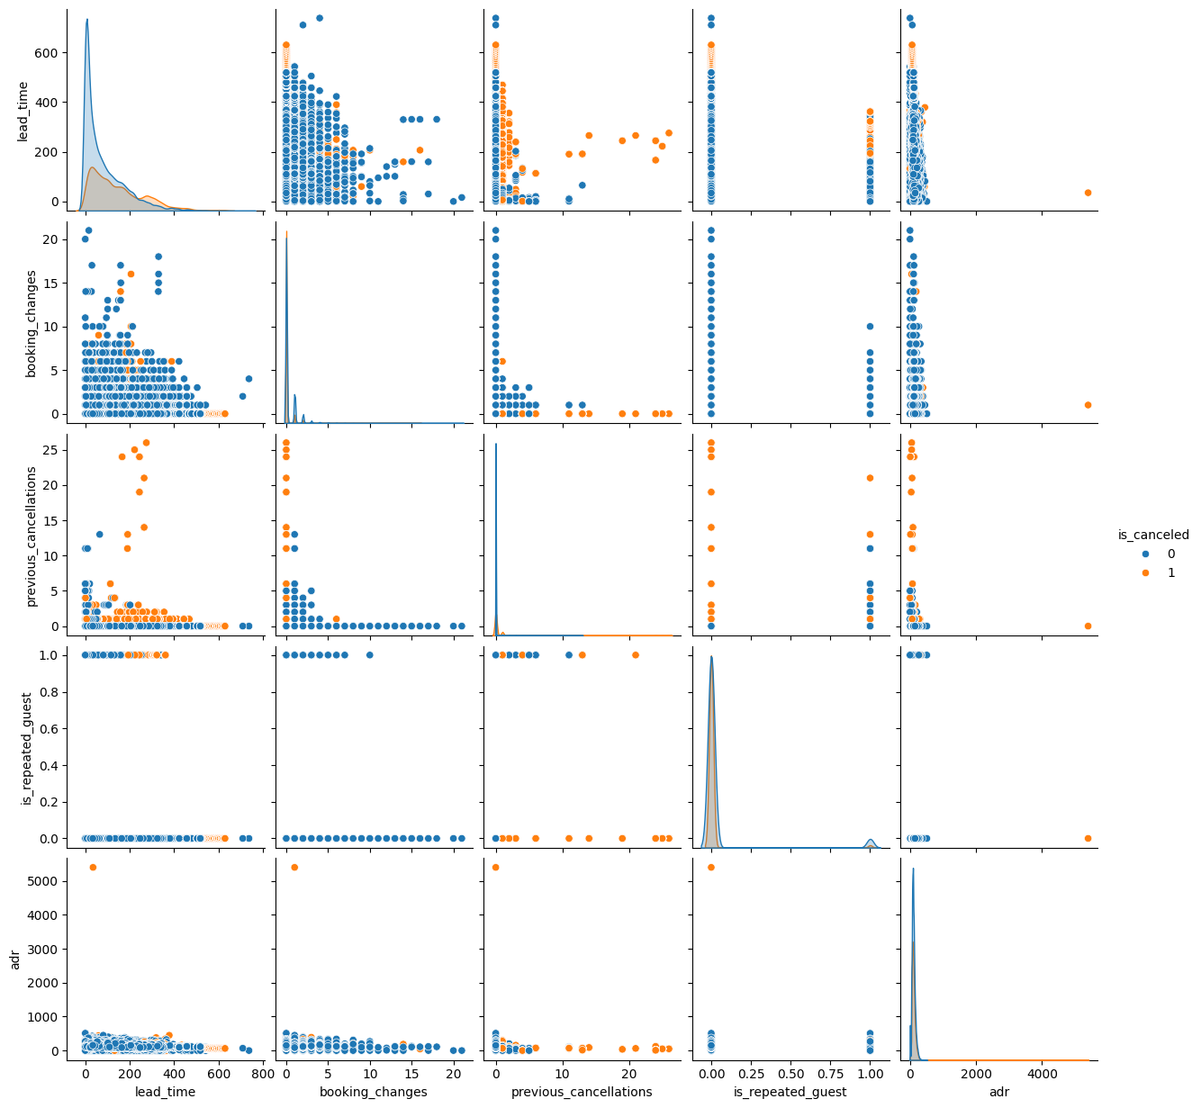 600
400
200
0
lead_time
20
15
10
5
0
booking_changes
25
20
15
10
5
0
previous_cancellations
is_canceled
0
1
1.0
0.8
0.6
0.4
0.2
0.0
is_repeated_guest
5000
4000
3000
2000
1000
0
adr
0 200 400 600 800
lead_time
0 10 20
booking_changes
0 10 20
previous_cancellations
0.00 0.25 0.50 0.75 1.00
is_repeated_guest
0 2000 4000
adr